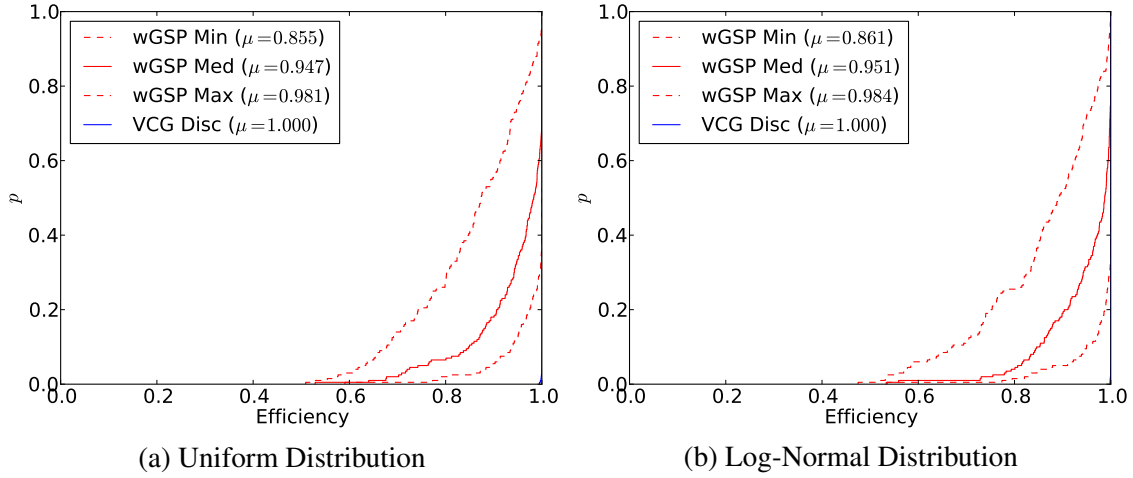 1.0
0.8
0.6
0.4
0.2
0.0
p
wGSP Min (μ=0.855)
wGSP Med (μ=0.947)
wGSP Max (μ=0.981)
VCG Disc (μ=1.000)
0.0 0.2 0.4 0.6 0.8 1.0
Efficiency
(a) Uniform Distribution
1.0
0.8
0.6
0.4
0.2
0.0
p
wGSP Min (μ=0.861)
wGSP Med (μ=0.951)
wGSP Max (μ=0.984)
VCG Disc (μ=1.000)
0.0 0.2 0.4 0.6 0.8 1.0
Efficiency
(b) Log-Normal Distribution